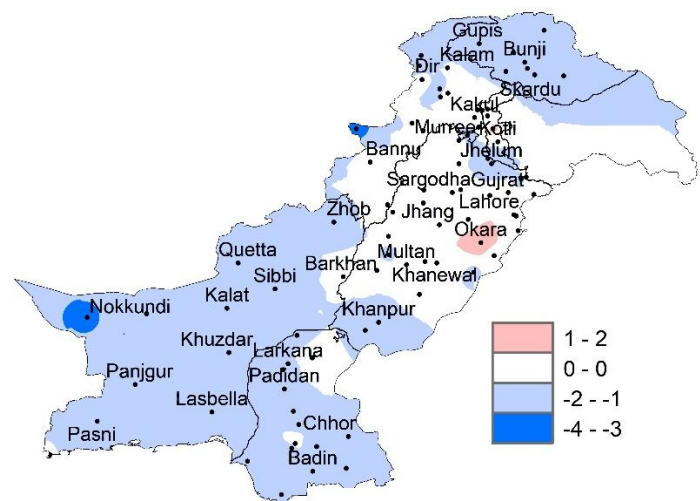 Gupis
Kalam
Bunji
Dir
Skardu
Kakul
Murree
Kotli
Bannu
Jhelum
Sargodha
Gujrat
Zhob
Jhang
Lahore
Okara
Quetta
Multan
Barkhan
Khanewal
Sibbi
Nokkundi
Kalat
Khanpur
Khuzdar
Larkana
Panjgur
Padidan
Lasbella
Chhor
Pasni
Badin
1 - 2
0 - 0
-2 - -1
-4 - -3